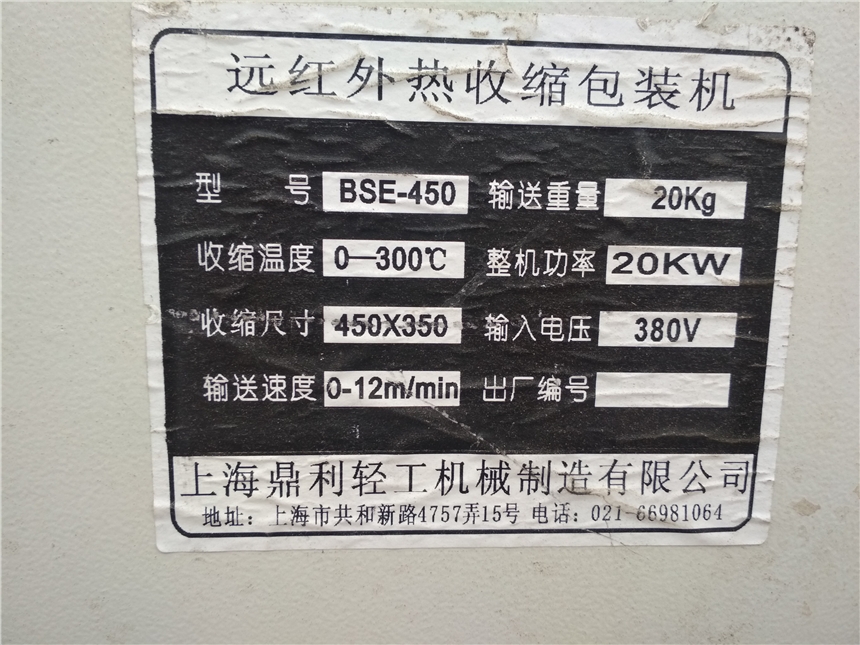 远红外热收缩包装机
型 号 BSE-450 输送重量 20Kg
收缩温度 0—300℃ 整机功率 20KW
收缩尺寸 450X350 输入电压 380V
输送速度 0-12m/min 出厂编号
上海鼎利轻工机械制造有限公司
地址：上海市共和新路4757弄15号 电话：021-66981064